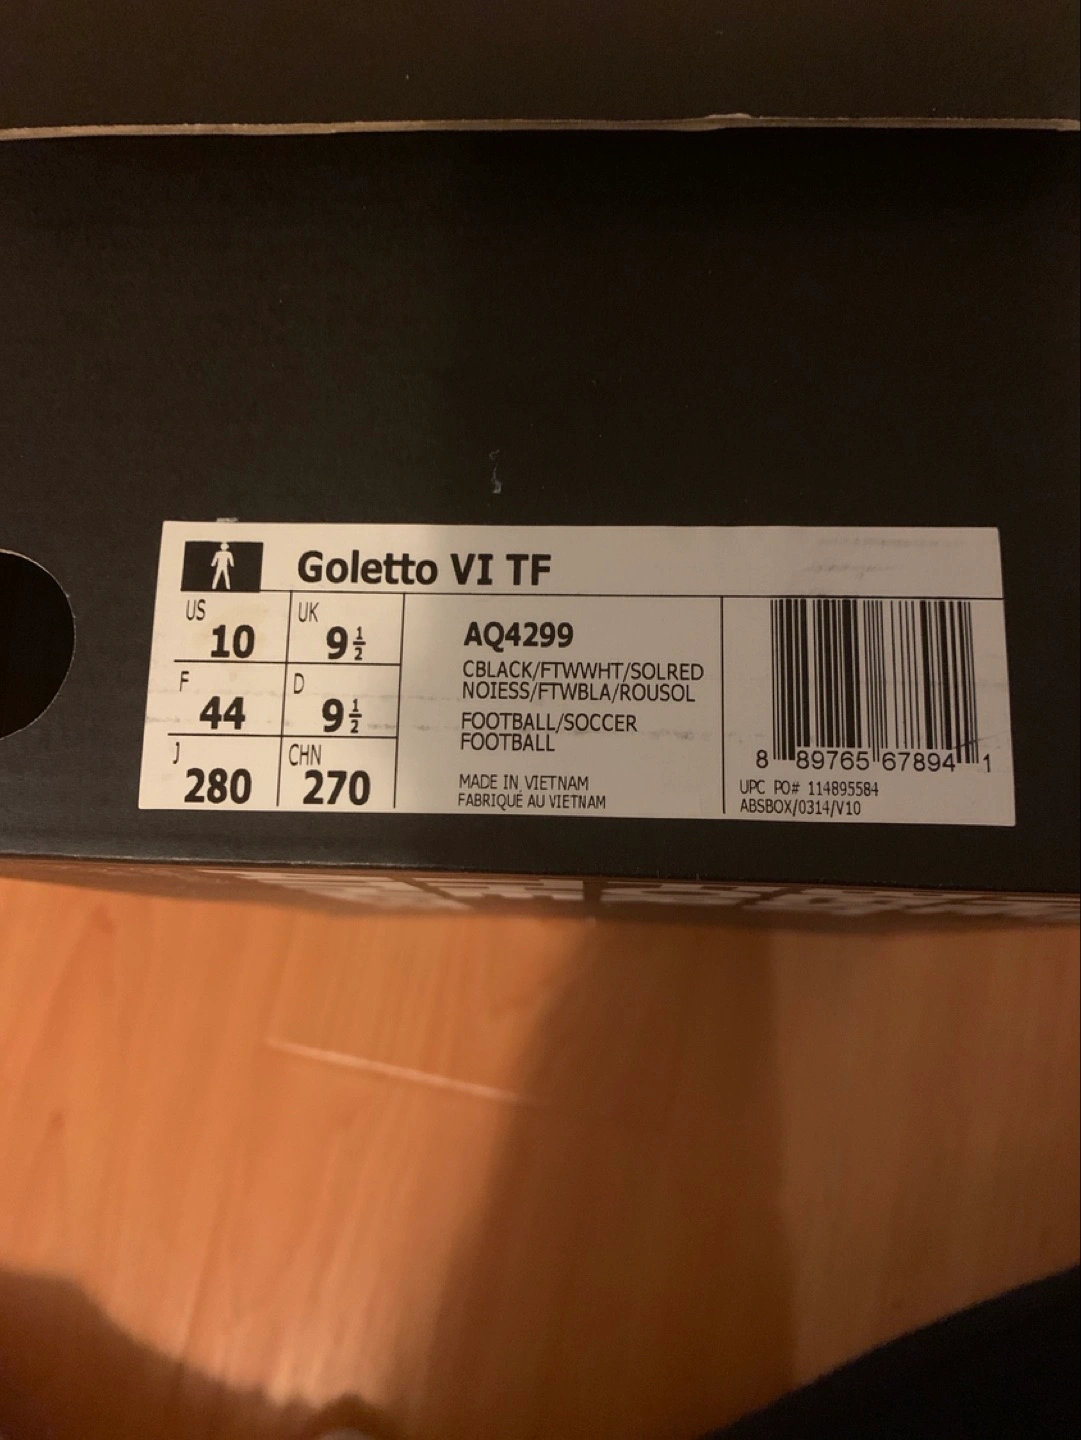 Goletto VI TF
US 10
UK 9 1/2
F 44
D 9 1/2
J 280
CHN 270
AQ4299
CBLACK/FTWWHT/SOLRED
NOIESS/FTWBLA/ROUSOL
FOOTBALL/SOCCER
FOOTBALL
MADE IN VIETNAM
FABRIQUÉ AU VIETNAM
8 89765 67894 1
UPC PO# 114895584
ABSBOX/0314/V10